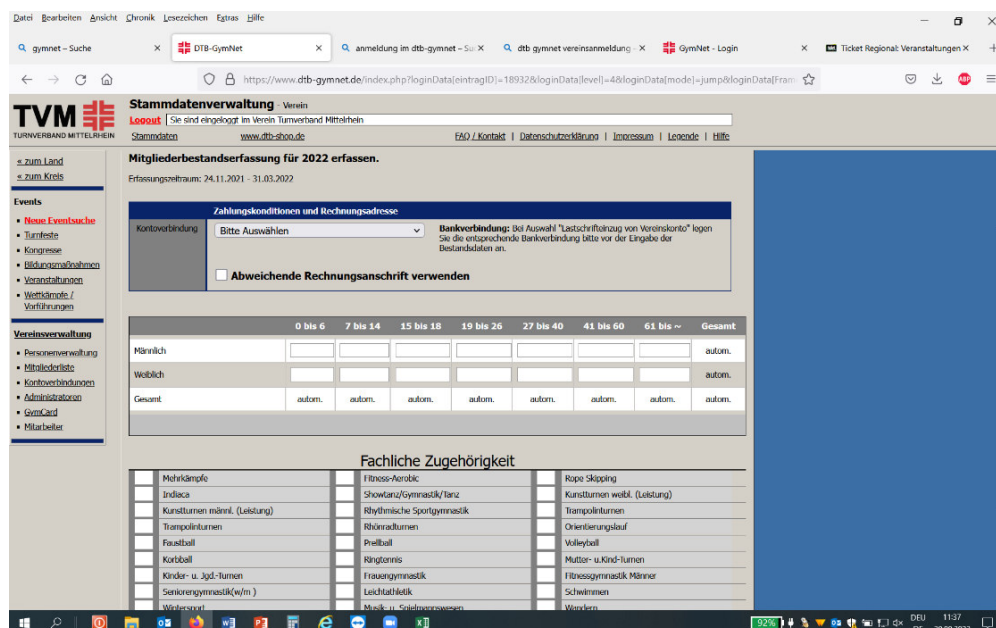 Datei Bearbeiten Ansicht Chronik Lesezeichen Extras Hilfe
gymnet – Suche × DTB-GymNet × anmeldung im dtb-gymnet – Su × dtb gymnet vereinsanmeldung - × GymNet - Login × Ticket Regional: Veranstaltungen ×
https://www.dtb-gymnet.de/index.php?loginData[eintragID]=18932&loginData[level]=4&loginData[mode]=jump&loginData[Fram
ABP
TVM
TURNVERBAND MITTELRHEIN
Stammdatenverwaltung - Verein
Logout Sie sind eingeloggt im Verein Turnverband Mittelrhein
Stammdaten www.dtb-shop.de FAQ / Kontakt | Datenschutzerklärung | Impressum | Legende | Hilfe
« zum Land
« zum Kreis
Events
Neue Eventsuche
Turnfeste
Kongresse
Bildungsmaßnahmen
Veranstaltungen
Wettkämpfe /
Vorführungen
Vereinsverwaltung
Personenverwaltung
Mitgliederliste
Kontoverbindungen
Administratoren
GymCard
Mitarbeiter
Mitgliederbestandserfassung für 2022 erfassen.
Erfassungszeitraum: 24.11.2021 - 31.03.2022
Zahlungskonditionen und Rechnungsadresse
Kontoverbindung Bitte Auswählen
Bankverbindung: Bei Auswahl "Lastschrifteinzug von Vereinskonto" legen
Sie die entsprechende Bankverbindung bitte vor der Eingabe der
Bestandsdaten an.
Abweichende Rechnungsanschrift verwenden
0 bis 6 7 bis 14 15 bis 18 19 bis 26 27 bis 40 41 bis 60 61 bis ~ Gesamt
Männlich autom.
Weiblich autom.
Gesamt autom. autom. autom. autom. autom. autom. autom. autom.
Fachliche Zugehörigkeit
Mehrkämpfe Fitness-Aerobic Rope Skipping
Indiaca Showtanz/Gymnastik/Tanz Kunstturnen weibl. (Leistung)
Kunstturnen männl. (Leistung) Rhythmische Sportgymnastik Trampolinturnen
Trampolinturnen Rhönradturnen Orientierungslauf
Faustball Prellball Volleyball
Korbball Ringtennis Mutter- u.Kind-Turnen
Kinder- u. Jgd.-Turnen Frauengymnastik Fitnessgymnastik Männer
Seniorengymnastik(w/m ) Leichtathletik Schwimmen
Wintersport Musik- u. Spielmannswesen Wandern
92% DEU 11:37